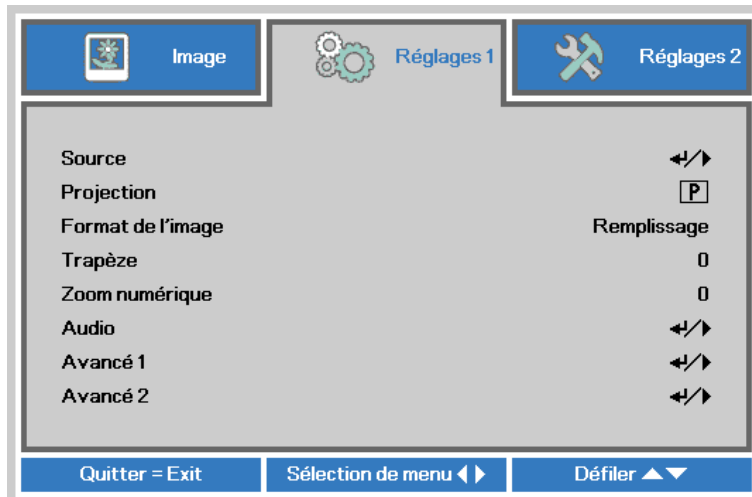 Image Réglages 1 Réglages 2
Source
Projection P
Format de l'image Remplissage
Trapèze 0
Zoom numérique 0
Audio
Avancé 1
Avancé 2
Quitter = Exit Sélection de menu Défiler